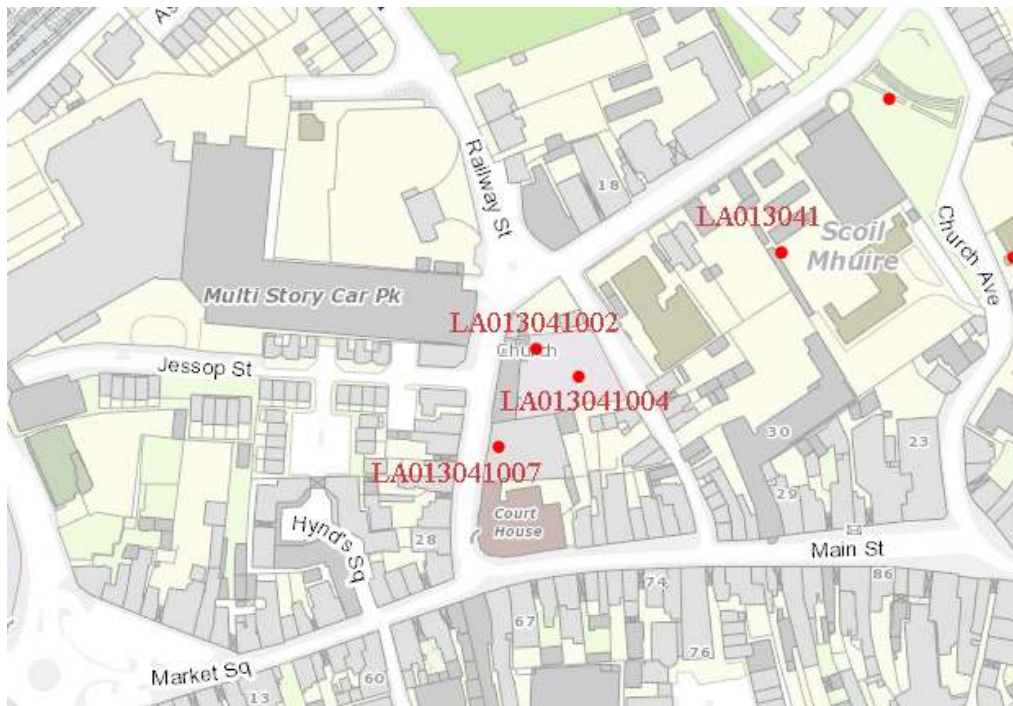 As
Railway St
18
LA013041
Scoil
Mhuire
Church Ave
Multi Story Car Pk
LA013041002
Church
Jessop St
LA013041004
30
23
LA013041007
29
Court
House
Hynd's Sq
28
Main St
74
86
67
76
Market Sq
13
60